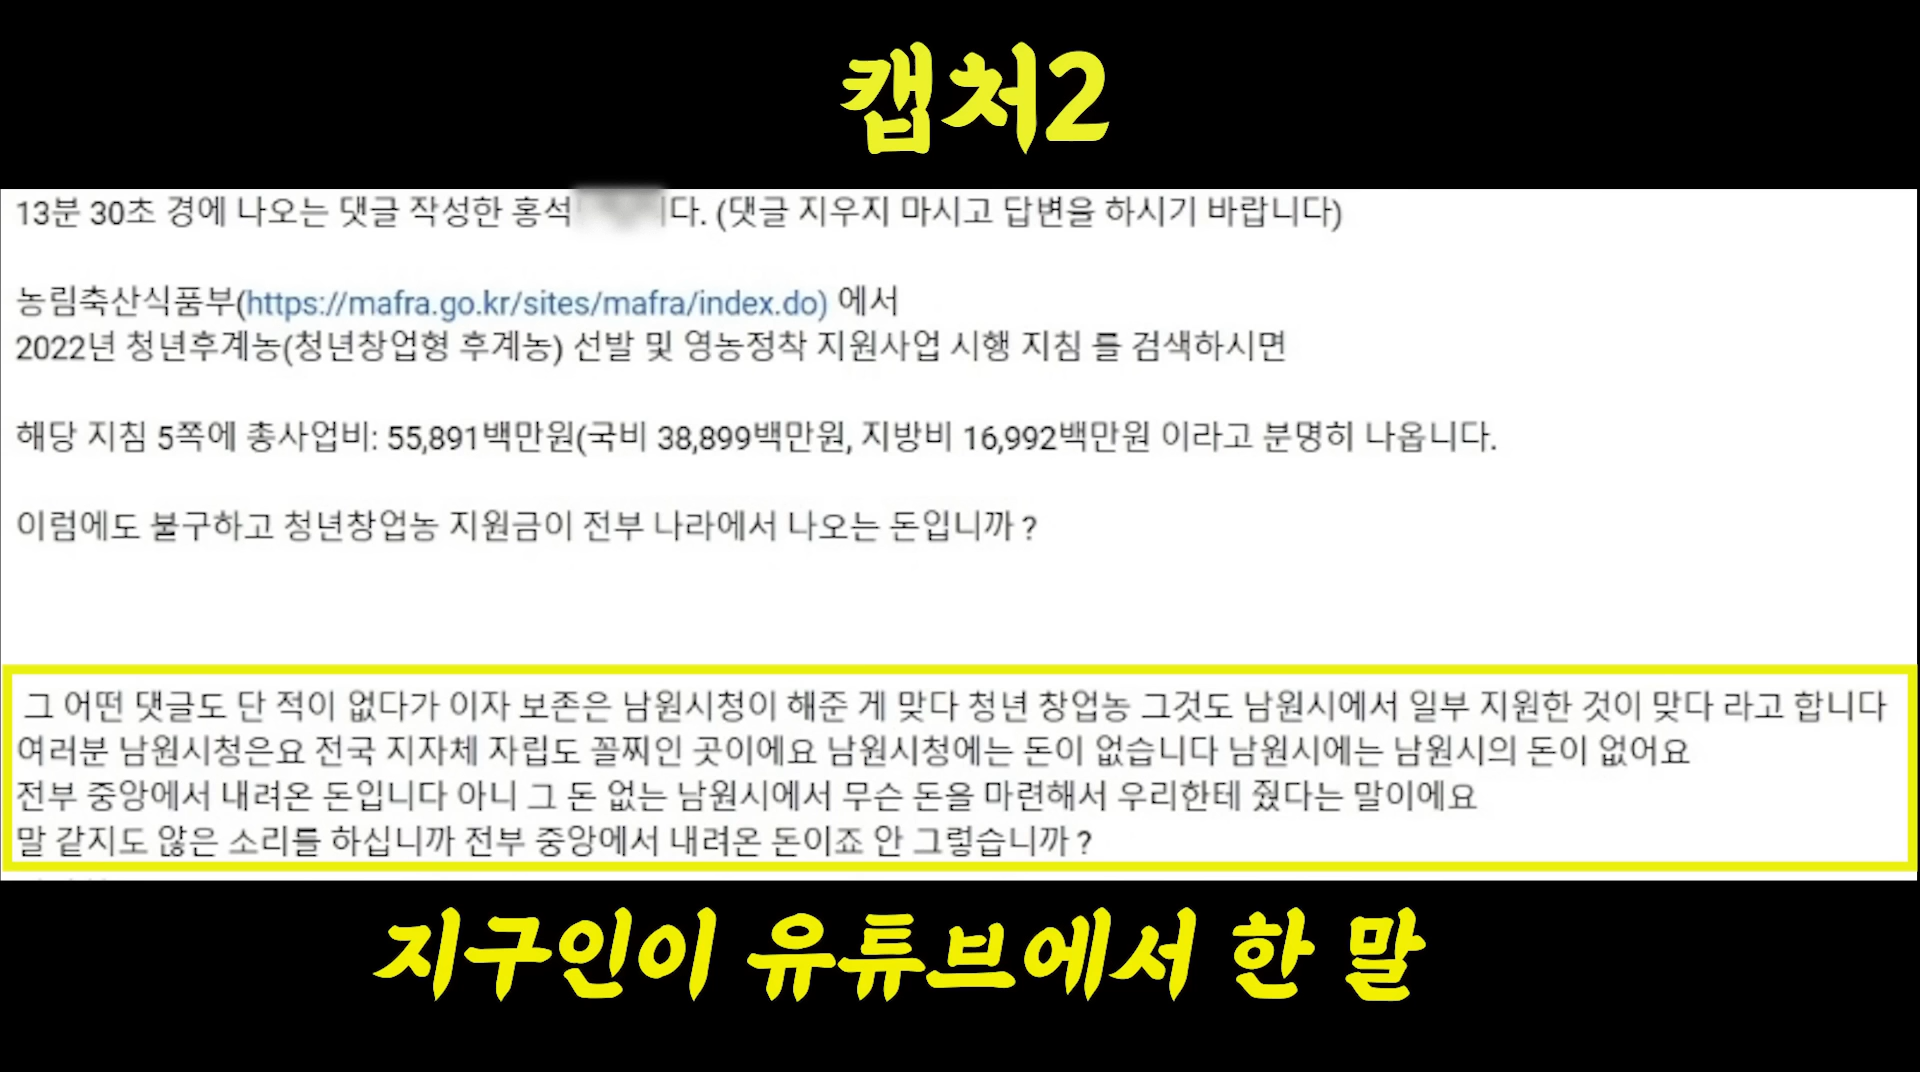 캡처2
13분 30초 경에 나오는 댓글 작성한 홍석 다. (댓글 지우지 마시고 답변을 하시기 바랍니다)
농림축산식품부(https://mafra.go.kr/sites/mafra/index.do) 에서
2022년 청년후계농(청년창업형 후계농) 선발 및 영농정착 지원사업 시행 지침 를 검색하시면
해당 지침 5쪽에 총사업비: 55,891백만원(국비 38,899백만원, 지방비 16,992백만원 이라고 분명히 나옵니다.
이럼에도 불구하고 청년창업농 지원금이 전부 나라에서 나오는 돈입니까 ?
그 어떤 댓글도 단 적이 없다가 이자 보존은 남원시청이 해준 게 맞다 청년 창업농 그것도 남원시에서 일부 지원한 것이 맞다 라고 합니다
여러분 남원시청은요 전국 지자체 자립도 꼴찌인 곳이에요 남원시청에는 돈이 없습니다 남원시에는 남원시의 돈이 없어요
전부 중앙에서 내려온 돈입니다 아니 그 돈 없는 남원시에서 무슨 돈을 마련해서 우리한테 줬다는 말이에요
말 같지도 않은 소리를 하십니까 전부 중앙에서 내려온 돈이죠 안 그렇습니까 ?
지구인이 유튜브에서 한 말